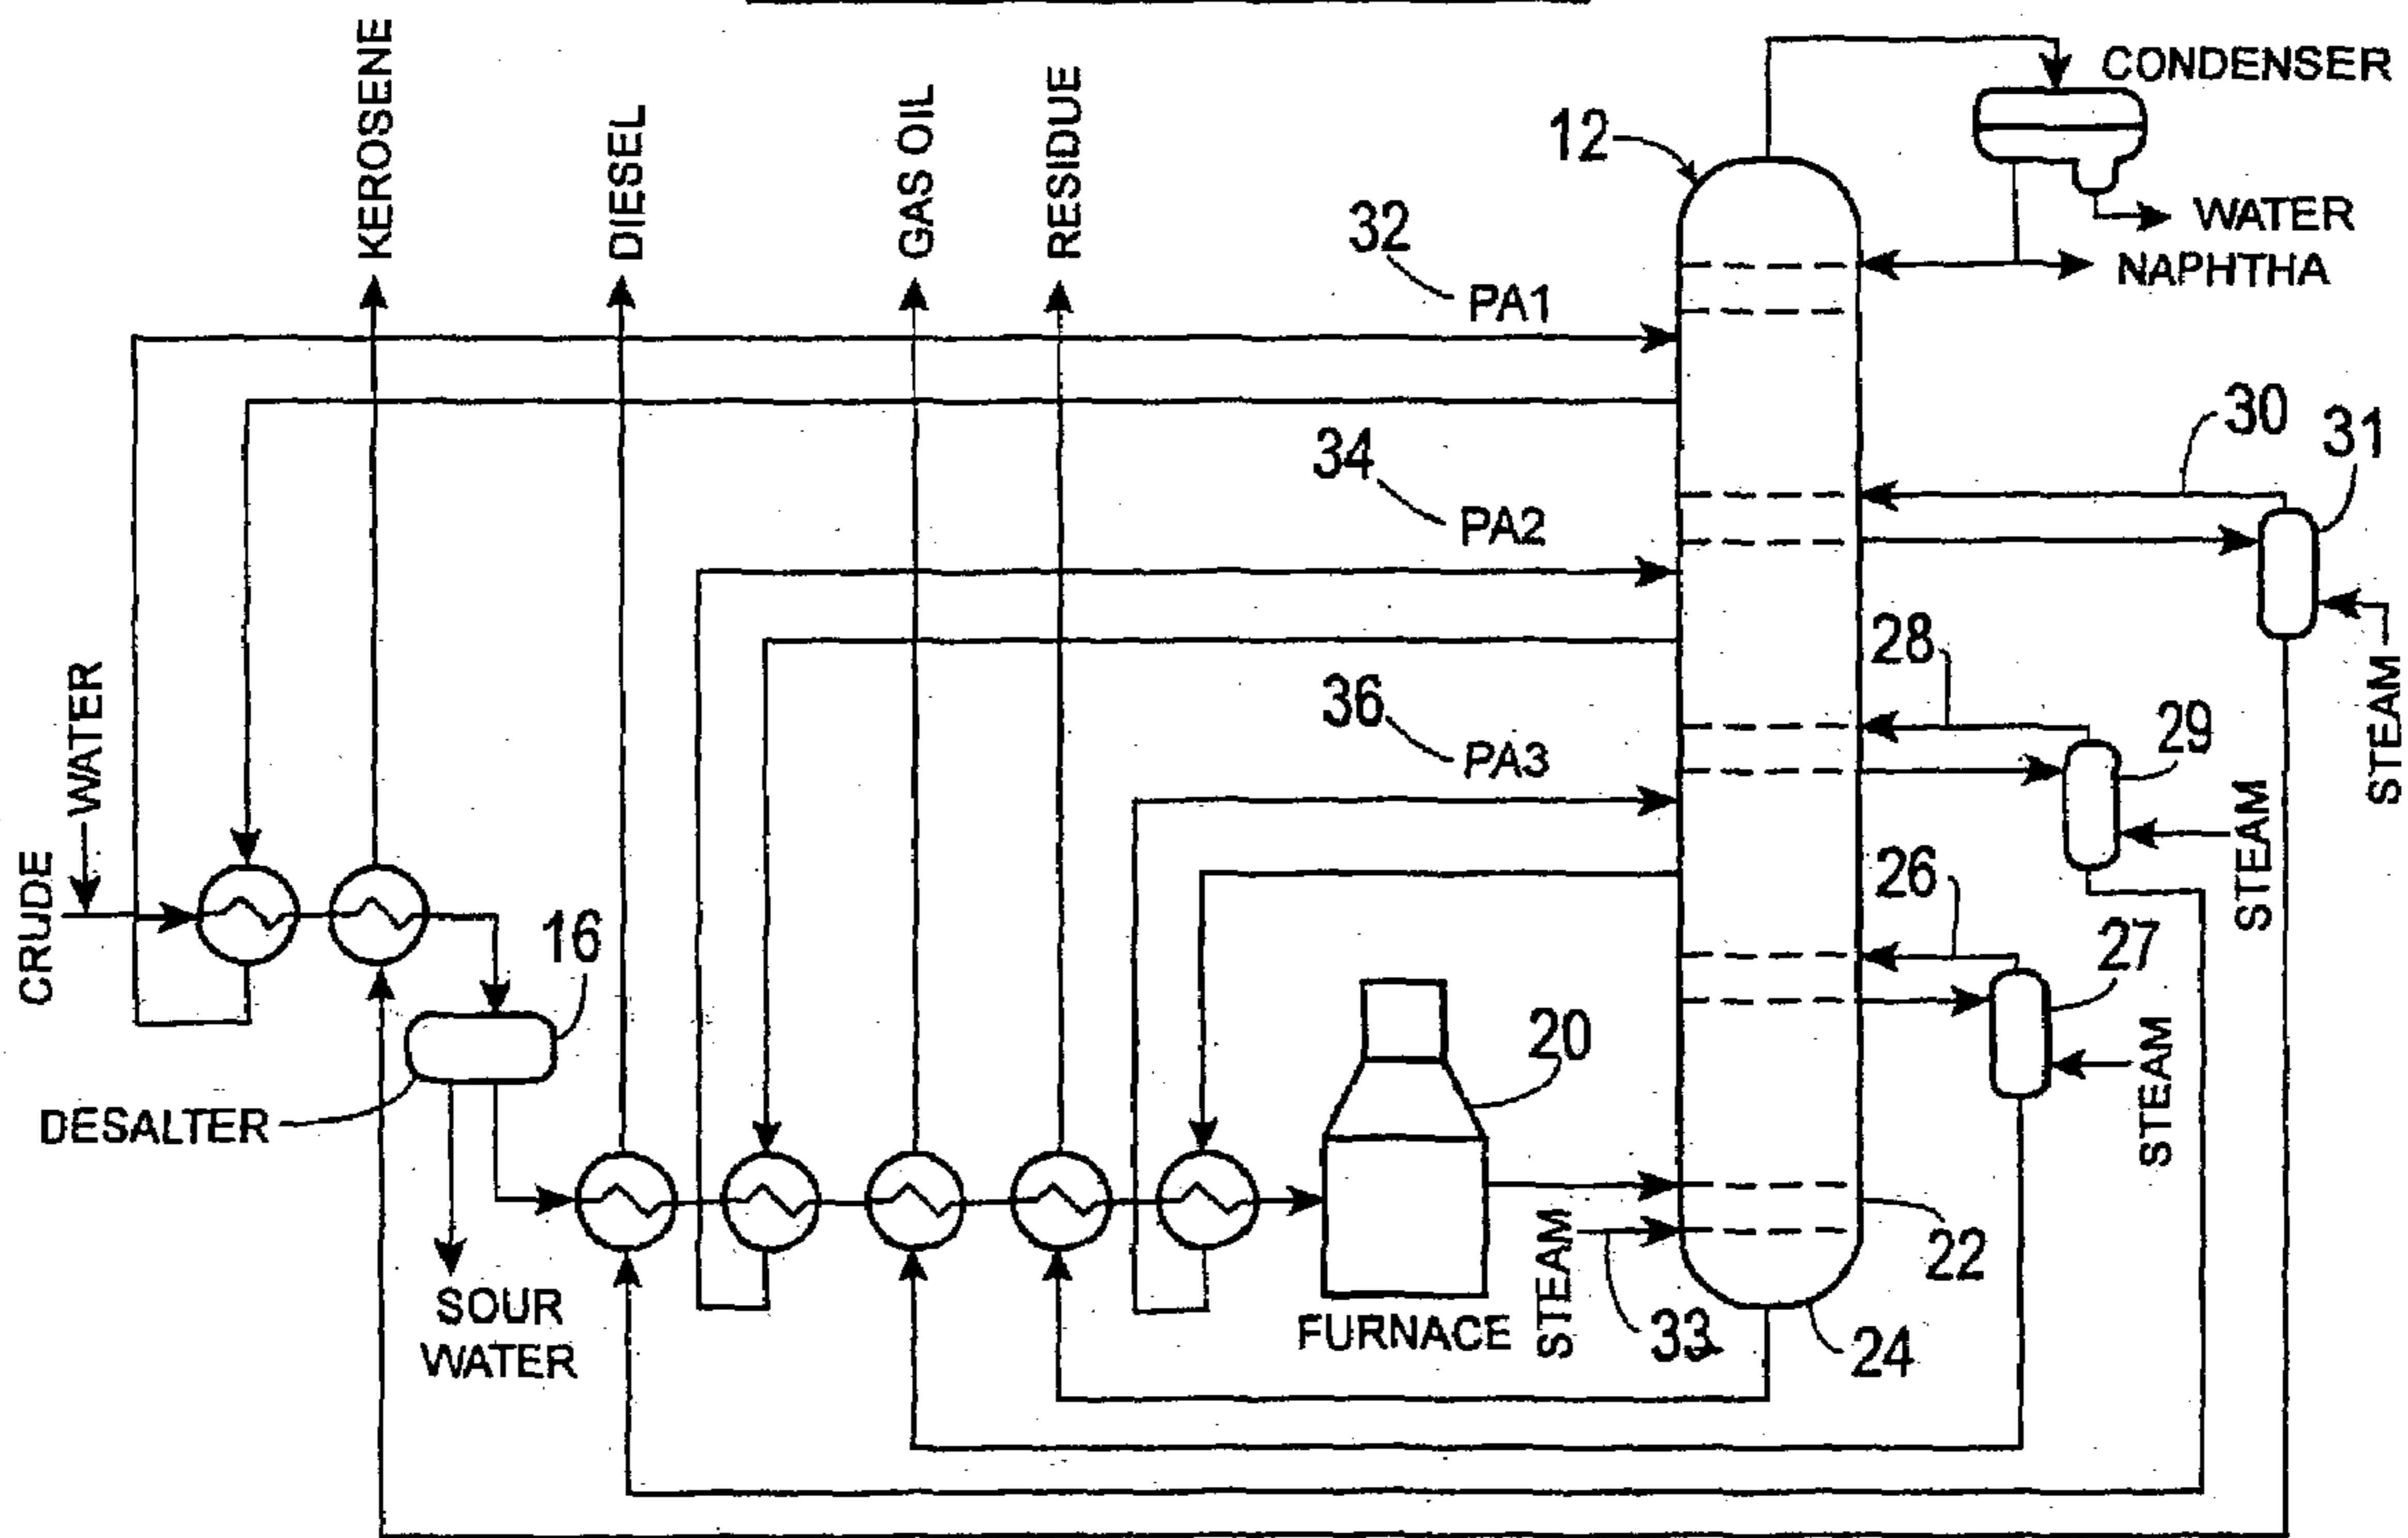 KEROSENE
DIESEL
GAS OIL
RESIDUE
CONDENSER
12
WATER
NAPHTHA
32
PA1
30
31
34
PA2
STEAM
28
29
36
PA3
STEAM
WATER
CRUDE
26
27
16
STEAM
20
DESALTER
SOUR
WATER
FURNACE
STEAM
33
22
24